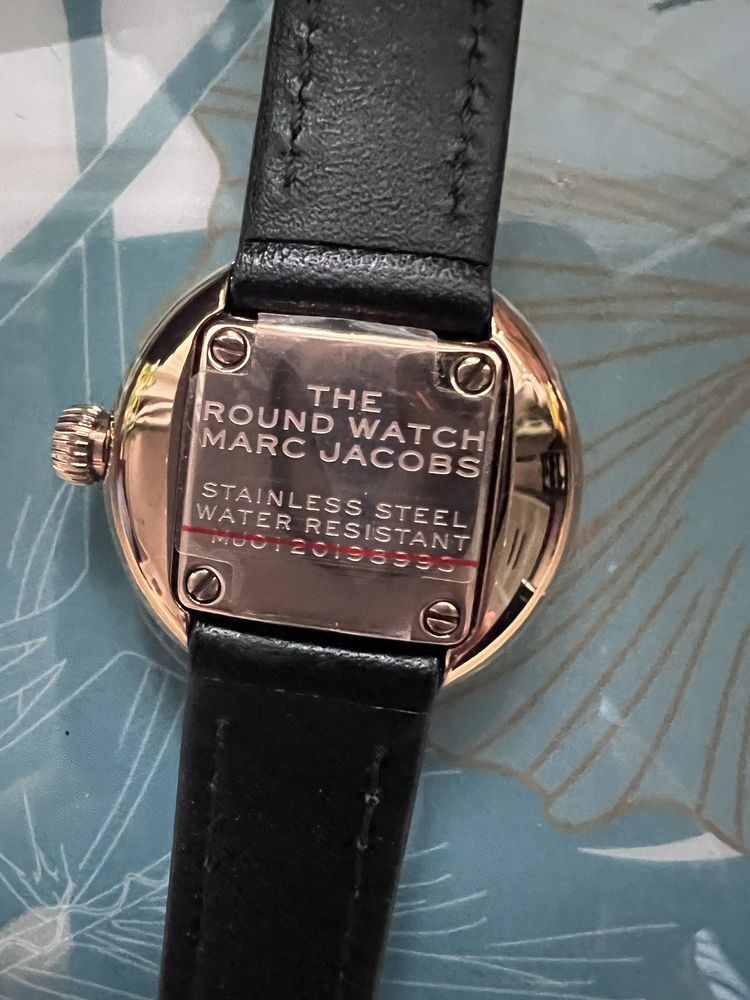 THE
ROUND WATCH
MARC JACOBS
STAINLESS STEEL
WATER RESISTANT